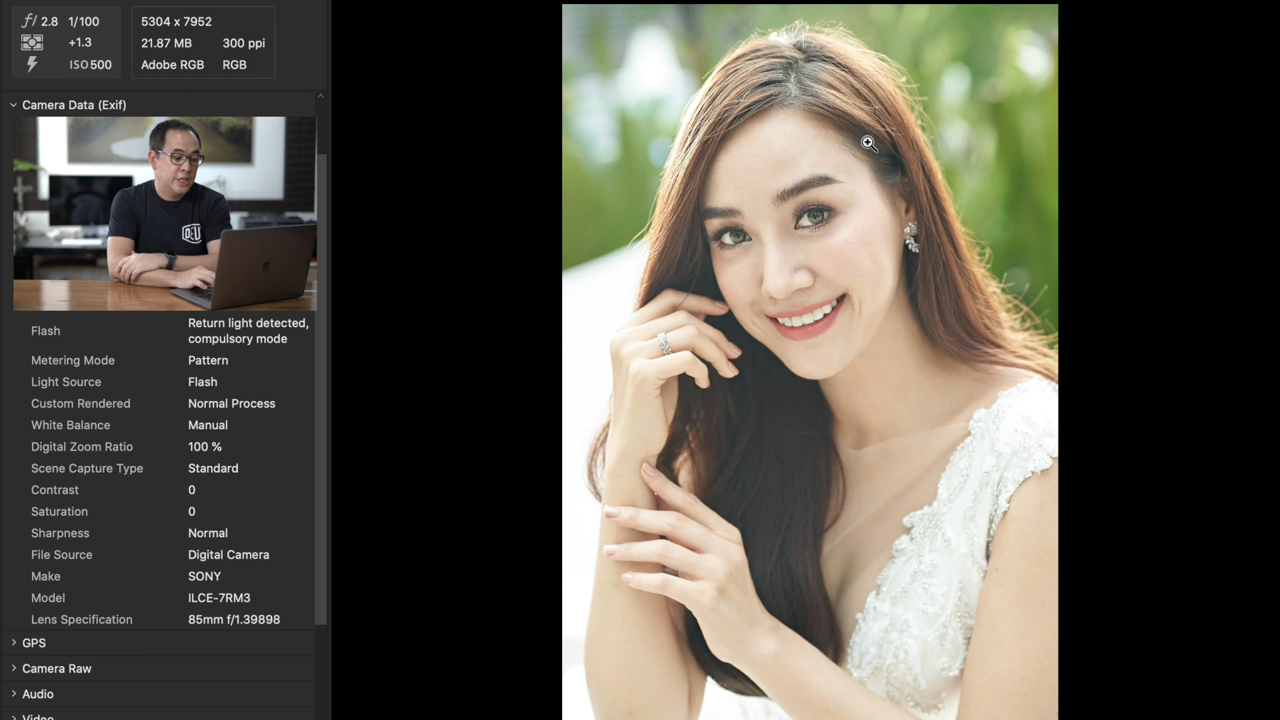 f/ 2.8 1/100
+1.3
ISO500
5304 x 7952
21.87 MB 300 ppi
Adobe RGB RGB
Camera Data (Exif)
Flash Return light detected,
compulsory mode
Metering Mode Pattern
Light Source Flash
Custom Rendered Normal Process
White Balance Manual
Digital Zoom Ratio 100 %
Scene Capture Type Standard
Contrast 0
Saturation 0
Sharpness Normal
File Source Digital Camera
Make SONY
Model ILCE-7RM3
Lens Specification 85mm f/1.39898
GPS
Camera Raw
Audio
Video